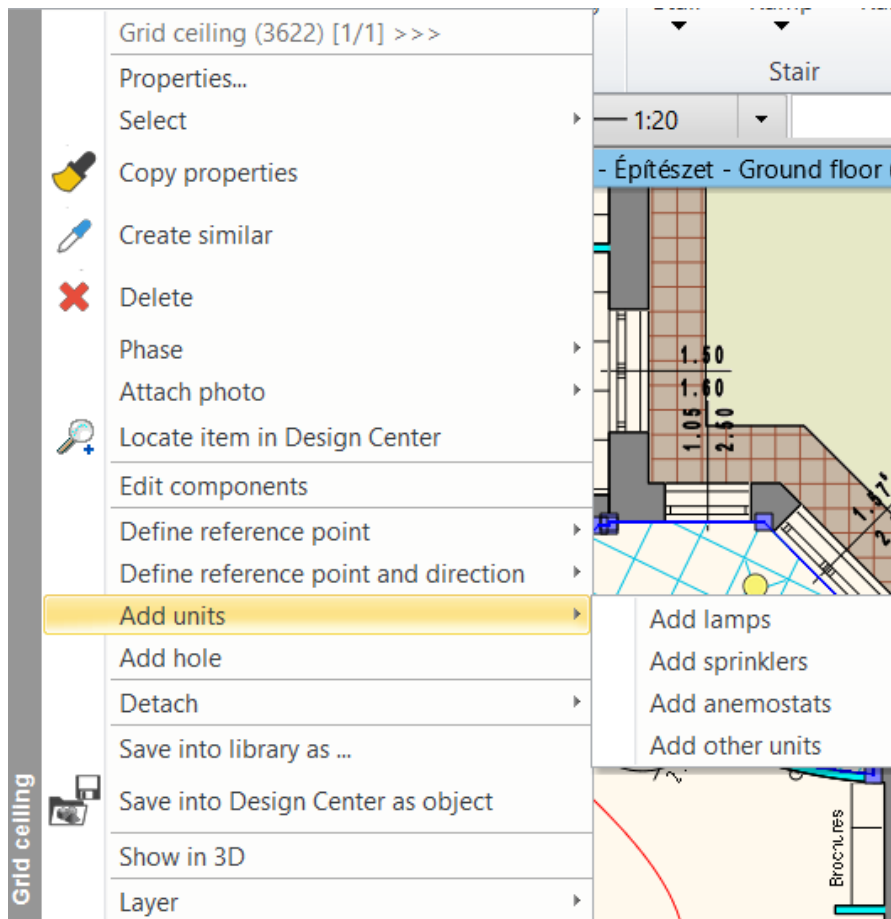 Grid ceiling (3622) [1/1] >>>
Properties...
Select
Copy properties
Create similar
Delete
Phase
Attach photo
Locate item in Design Center
Edit components
Define reference point
Define reference point and direction
Add units
Add hole
Detach
Save into library as ...
Save into Design Center as object
Show in 3D
Layer
Grid ceiling
Add lamps
Add sprinklers
Add anemostats
Add other units
Stair
1:20
- Építészet - Ground floor
1.50
1.60
1.05
2.50
1.57
Brochures